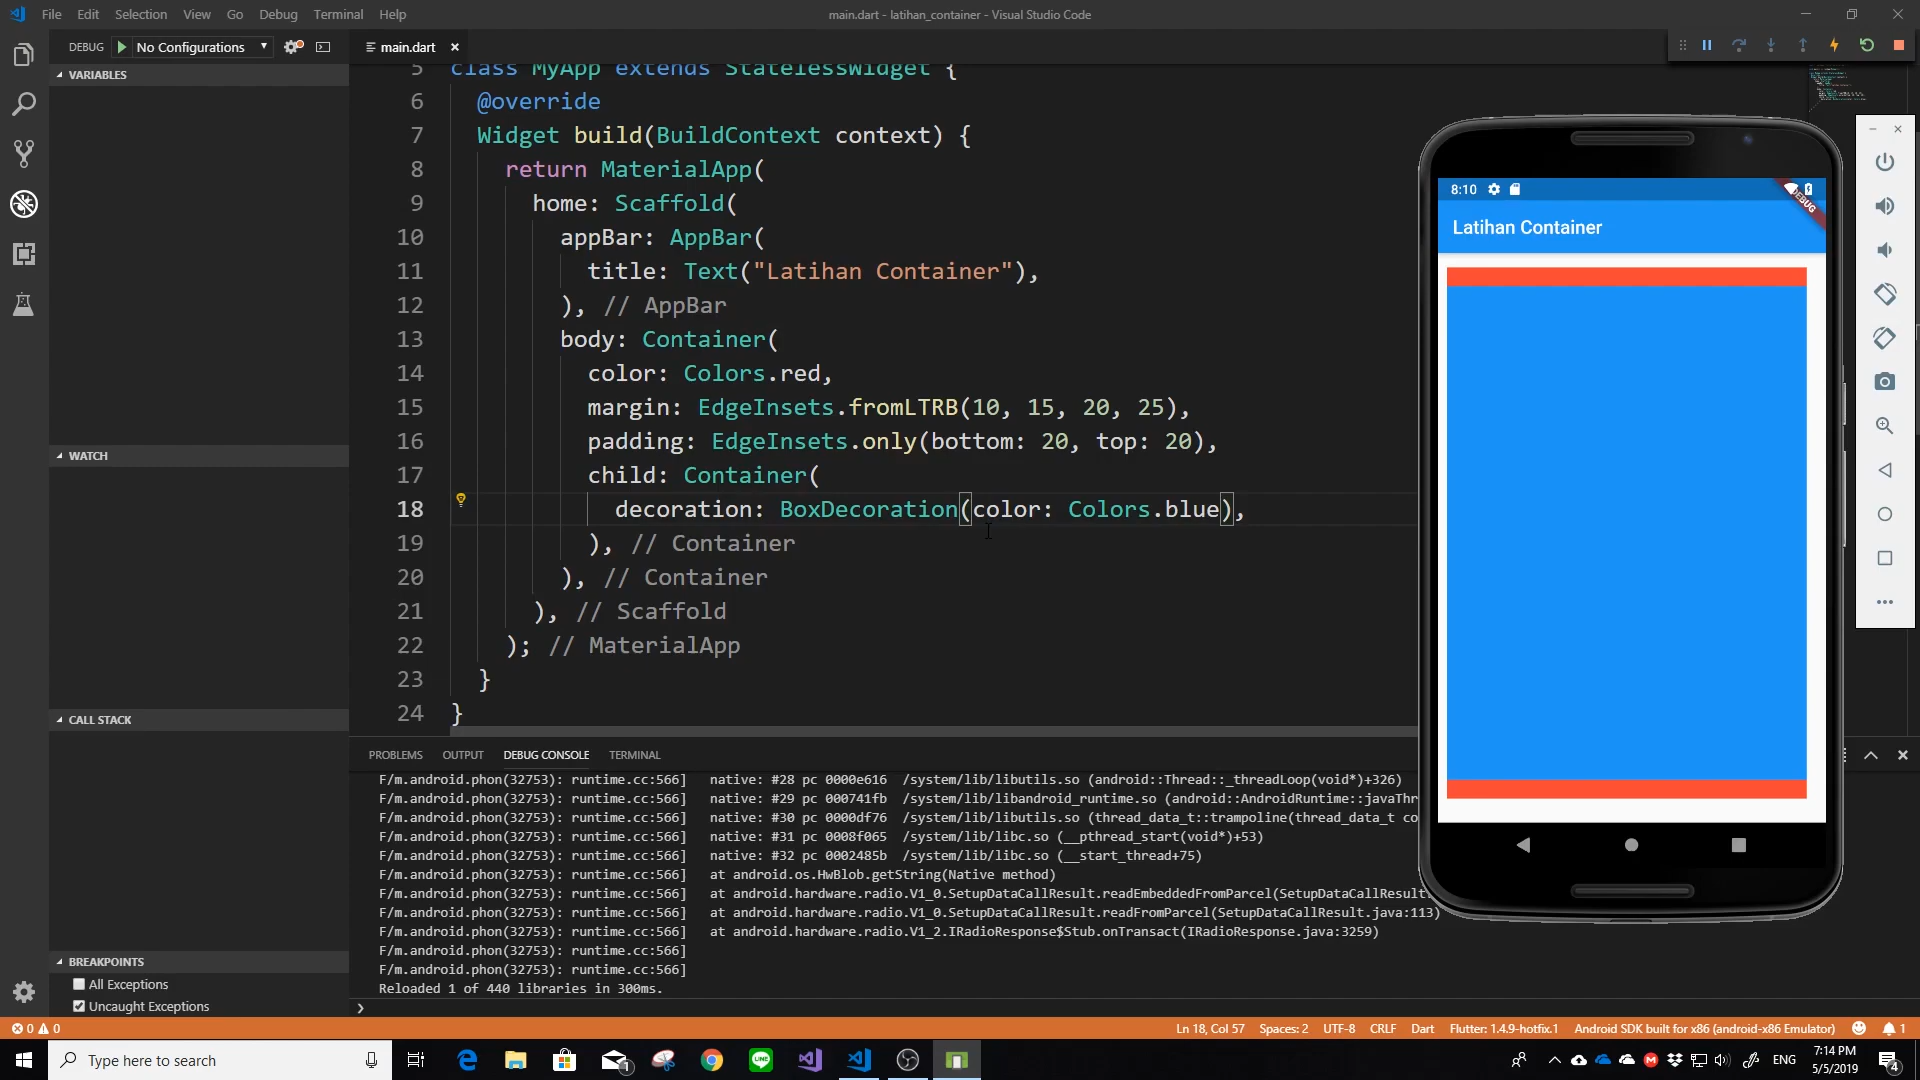 File Edit Selection View Go Debug Terminal Help
main.dart - latihan_container - Visual Studio Code
DEBUG No Configurations
main.dart
VARIABLES
WATCH
CALL STACK
BREAKPOINTS
All Exceptions
Uncaught Exceptions
5 class MyApp extends StatelessWidget {
6 @override
7 Widget build(BuildContext context) {
8 return MaterialApp(
9 home: Scaffold(
10 appBar: AppBar(
11 title: Text("Latihan Container"),
12 ), // AppBar
13 body: Container(
14 color: Colors.red,
15 margin: EdgeInsets.fromLTRB(10, 15, 20, 25),
16 padding: EdgeInsets.only(bottom: 20, top: 20),
17 child: Container(
18 decoration: BoxDecoration(color: Colors.blue),
19 ), // Container
20 ), // Container
21 ), // Scaffold
22 ); // MaterialApp
23 }
24 }
8:10
DEBUG
Latihan Container
PROBLEMS OUTPUT DEBUG CONSOLE TERMINAL
F/m.android.phon(32753): runtime.cc:566] native: #28 pc 0000e616 /system/lib/libutils.so (android::Thread::_threadLoop(void*)+326)
F/m.android.phon(32753): runtime.cc:566] native: #29 pc 000741fb /system/lib/libandroid_runtime.so (android::AndroidRuntime::javaThr
F/m.android.phon(32753): runtime.cc:566] native: #30 pc 0000df76 /system/lib/libutils.so (thread_data_t::trampoline(thread_data_t co
F/m.android.phon(32753): runtime.cc:566] native: #31 pc 0008f065 /system/lib/libc.so (__pthread_start(void*)+53)
F/m.android.phon(32753): runtime.cc:566] native: #32 pc 0002485b /system/lib/libc.so (__start_thread+75)
F/m.android.phon(32753): runtime.cc:566] at android.os.HwBlob.getString(Native method)
F/m.android.phon(32753): runtime.cc:566] at android.hardware.radio.V1_0.SetupDataCallResult.readEmbeddedFromParcel(SetupDataCallResult.
F/m.android.phon(32753): runtime.cc:566] at android.hardware.radio.V1_0.SetupDataCallResult.readFromParcel(SetupDataCallResult.java:113)
F/m.android.phon(32753): runtime.cc:566] at android.hardware.radio.V1_2.IRadioResponse$Stub.onTransact(IRadioResponse.java:3259)
F/m.android.phon(32753): runtime.cc:566]
F/m.android.phon(32753): runtime.cc:566]
Reloaded 1 of 440 libraries in 300ms.
0 0
Ln 18, Col 57 Spaces: 2 UTF-8 CRLF Dart Flutter: 1.4.9-hotfix.1 Android SDK built for x86 (android-x86 Emulator) 1
Type here to search
1
LINE
ENG
7:14 PM
5/5/2019
4